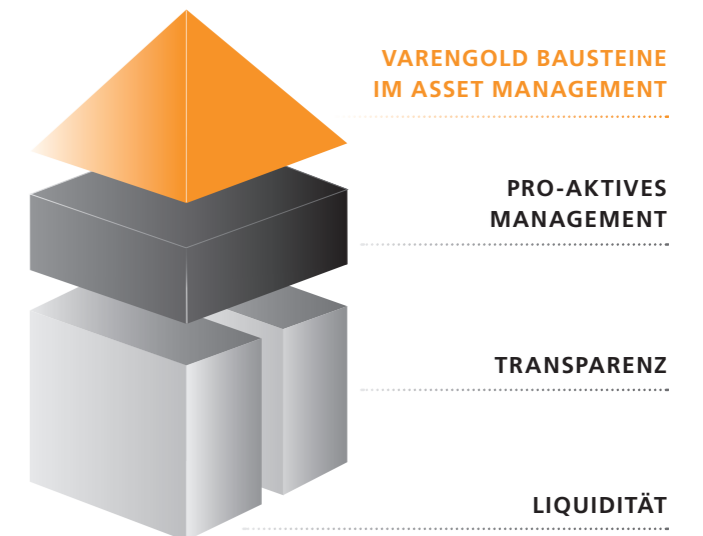 VARENGOLD BAUSTEINE
IM ASSET MANAGEMENT
PRO-AKTIVES
MANAGEMENT
TRANSPARENZ
LIQUIDITÄT